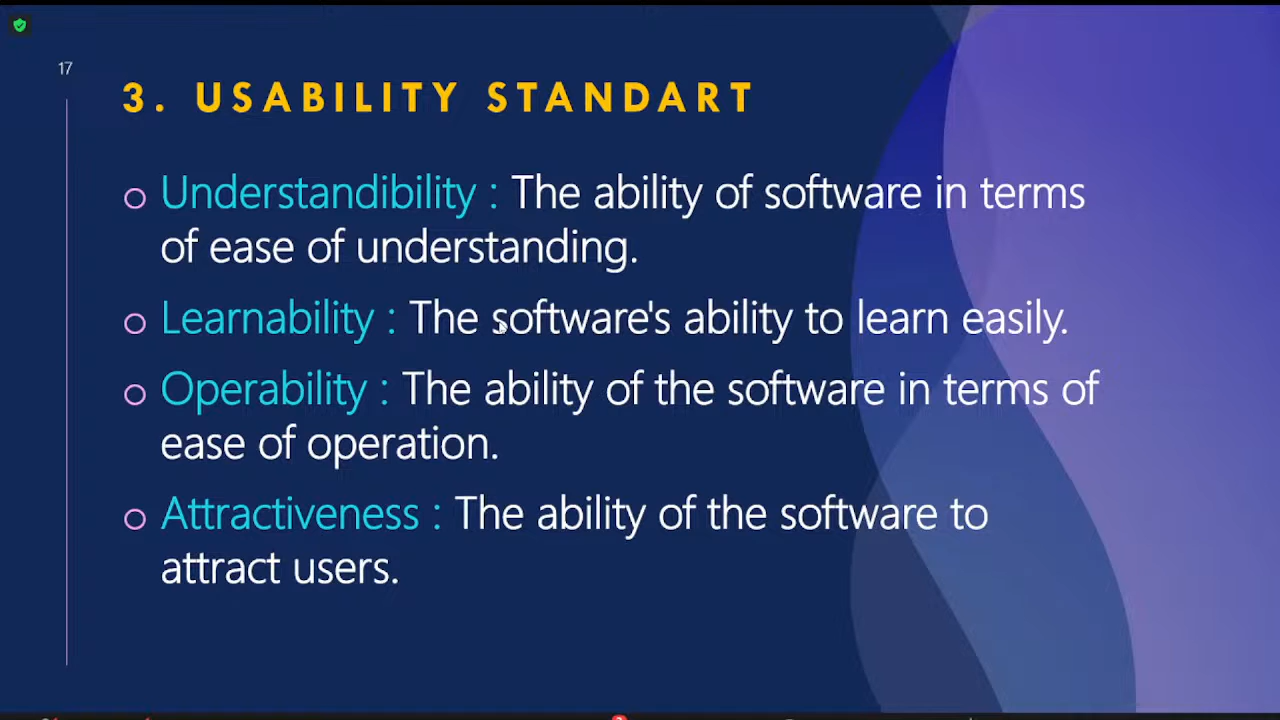 17
3. USABILITY STANDART
Understandibility : The ability of software in terms
of ease of understanding.
Learnability : The software's ability to learn easily.
Operability : The ability of the software in terms of
ease of operation.
Attractiveness : The ability of the software to
attract users.